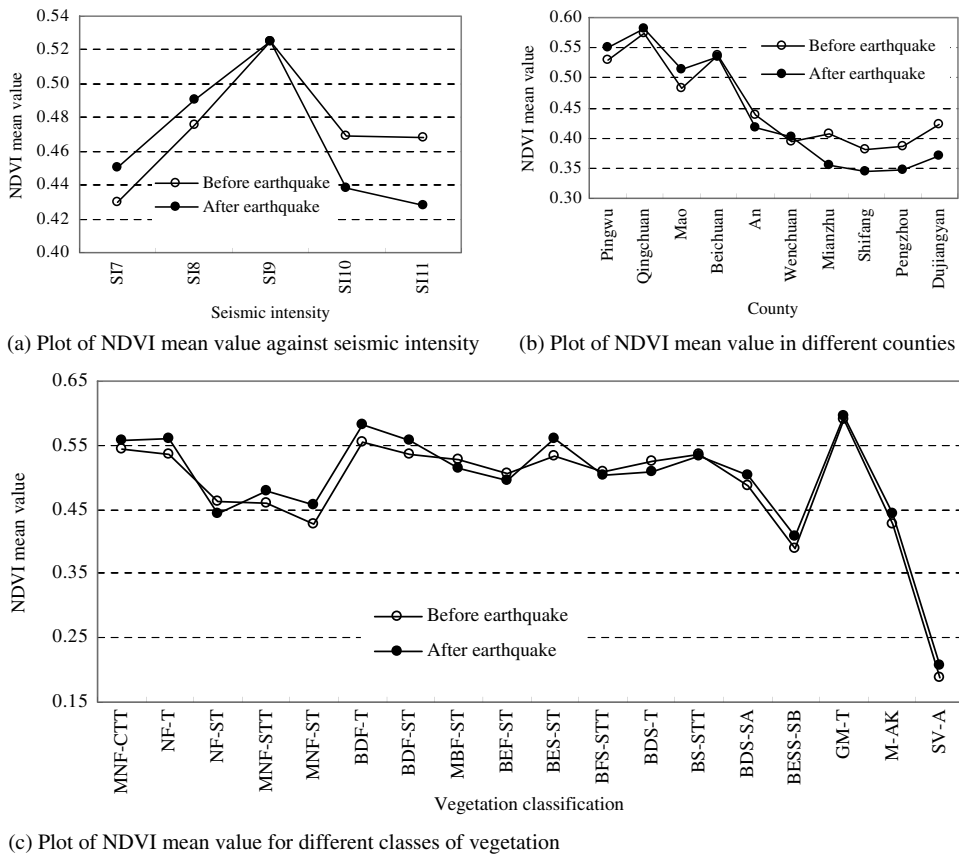 0.54
0.52
0.50
0.48
0.46
0.44
0.42
0.40
NDVI mean value
Before earthquake
After earthquake
SI7
SI8
SI9
SI10
SI11
Seismic intensity
(a) Plot of NDVI mean value against seismic intensity
0.60
0.55
0.50
0.45
0.40
0.35
0.30
NDVI mean value
Before earthquake
After earthquake
Pingwu
Qingchuan
Mao
Beichuan
An
Wenchuan
Mianzhu
Shifang
Pengzhou
Dujiangyan
County
(b) Plot of NDVI mean value in different counties
0.65
0.55
0.45
0.35
0.25
0.15
NDVI mean value
Before earthquake
After earthquake
MNF-CTT
NF-T
NF-ST
MNF-STT
MNF-ST
BDF-T
BDF-ST
MBF-ST
BEF-ST
BES-ST
BFS-STT
BDS-T
BS-STT
BDS-SA
BESS-SB
GM-T
M-AK
SV-A
Vegetation classification
(c) Plot of NDVI mean value for different classes of vegetation